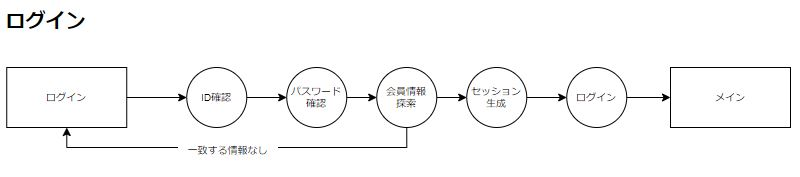 ログイン
ログイン
ID確認
パスワード
確認
会員情報
探索
セッション
生成
ログイン
メイン
一致する情報なし